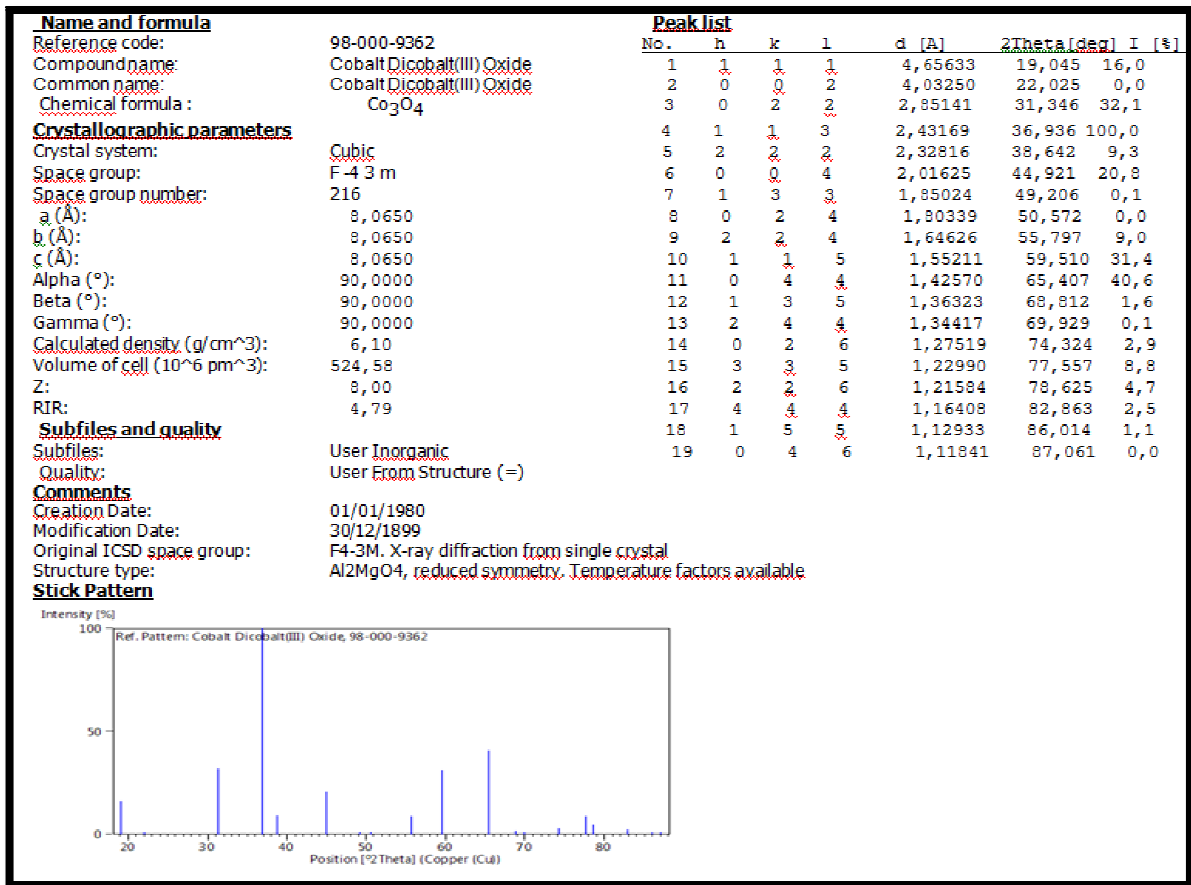 Name and formula
Reference code: 98-000-9362
Compound name: Cobalt Dicobalt(III) Oxide
Common name: Cobalt Dicobalt(III) Oxide
Chemical formula : Co3O4
Crystallographic parameters
Crystal system: Cubic
Space group: F -4 3 m
Space group number: 216
a (Å): 8,0650
b (Å): 8,0650
c (Å): 8,0650
Alpha (°): 90,0000
Beta (°): 90,0000
Gamma (°): 90,0000
Calculated density (g/cm^3): 6,10
Volume of cell (10^6 pm^3): 524,58
Z: 8,00
RIR: 4,79
Subfiles and quality
Subfiles: User Inorganic
Quality: User From Structure (=)
Comments
Creation Date: 01/01/1980
Modification Date: 30/12/1899
Original ICSD space group: F4-3M. X-ray diffraction from single crystal
Structure type: Al2MgO4, reduced symmetry. Temperature factors available
Peak list
No. h k l d [A] 2Theta[deg] I [%]
1 1 1 1 4,65633 19,045 16,0
2 0 0 2 4,03250 22,025 0,0
3 0 2 2 2,85141 31,346 32,1
4 1 1 3 2,43169 36,936 100,0
5 2 2 2 2,32816 38,642 9,3
6 0 0 4 2,01625 44,921 20,8
7 1 3 3 1,85024 49,206 0,1
8 0 2 4 1,80339 50,572 0,0
9 2 2 4 1,64626 55,797 9,0
10 1 1 5 1,55211 59,510 31,4
11 0 4 4 1,42570 65,407 40,6
12 1 3 5 1,36323 68,812 1,6
13 2 4 4 1,34417 69,929 0,1
14 0 2 6 1,27519 74,324 2,9
15 3 3 5 1,22990 77,557 8,8
16 2 2 6 1,21584 78,625 4,7
17 4 4 4 1,16408 82,863 2,5
18 1 5 5 1,12933 86,014 1,1
19 0 4 6 1,11841 87,061 0,0
Stick Pattern
Intensity [%]
Ref. Pattern: Cobalt Dicobalt(III) Oxide, 98-000-9362
100
50
0
20 30 40 50 60 70 80
Position [°2Theta] (Copper (Cu))